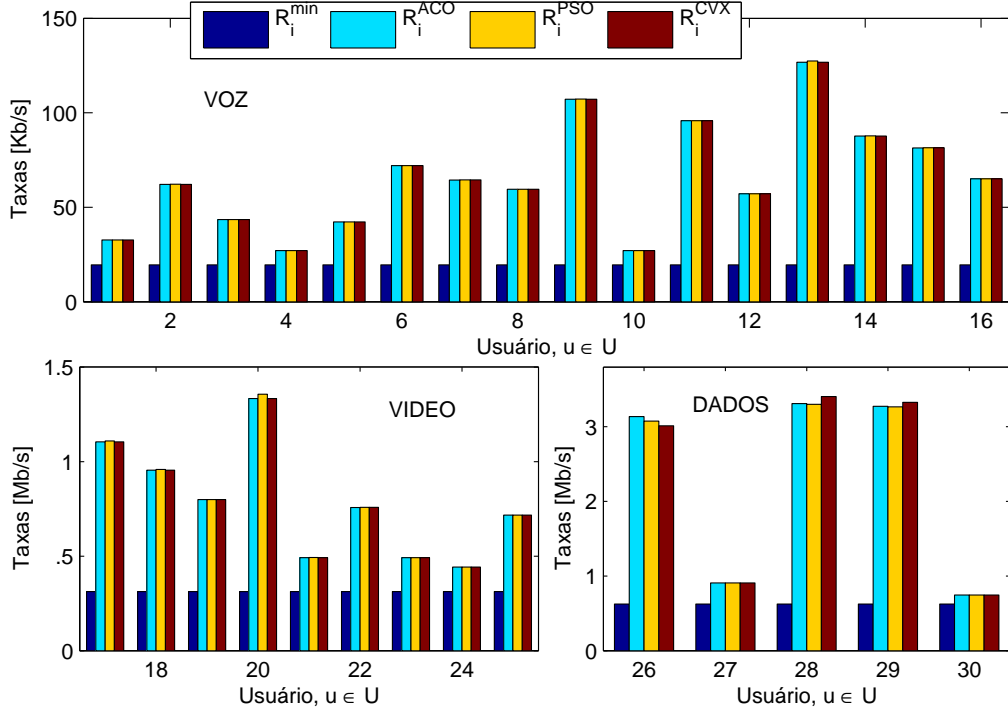 R_i^min R_i^ACO R_i^PSO R_i^CVX
150
100
50
0
Taxas [Kb/s]
VOZ
2 4 6 8 10 12 14 16
Usuário, u ∈ U
1.5
1
.5
0
Taxas [Mb/s]
VIDEO
18 20 22 24
Usuário, u ∈ U
3
2
1
0
Taxas [Mb/s]
DADOS
26 27 28 29 30
Usuário, u ∈ U